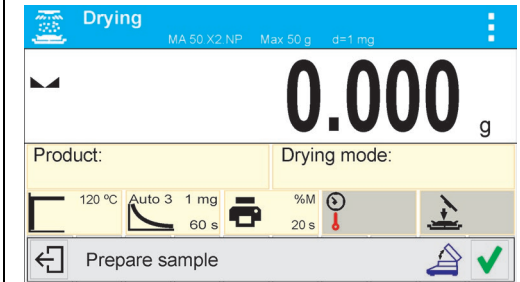 Drying
MA 50.X2.NP Max 50 g d=1 mg
0.000 g
Product:
Drying mode:
120 °C
Auto 3 1 mg
60 s
%M
20 s
Prepare sample